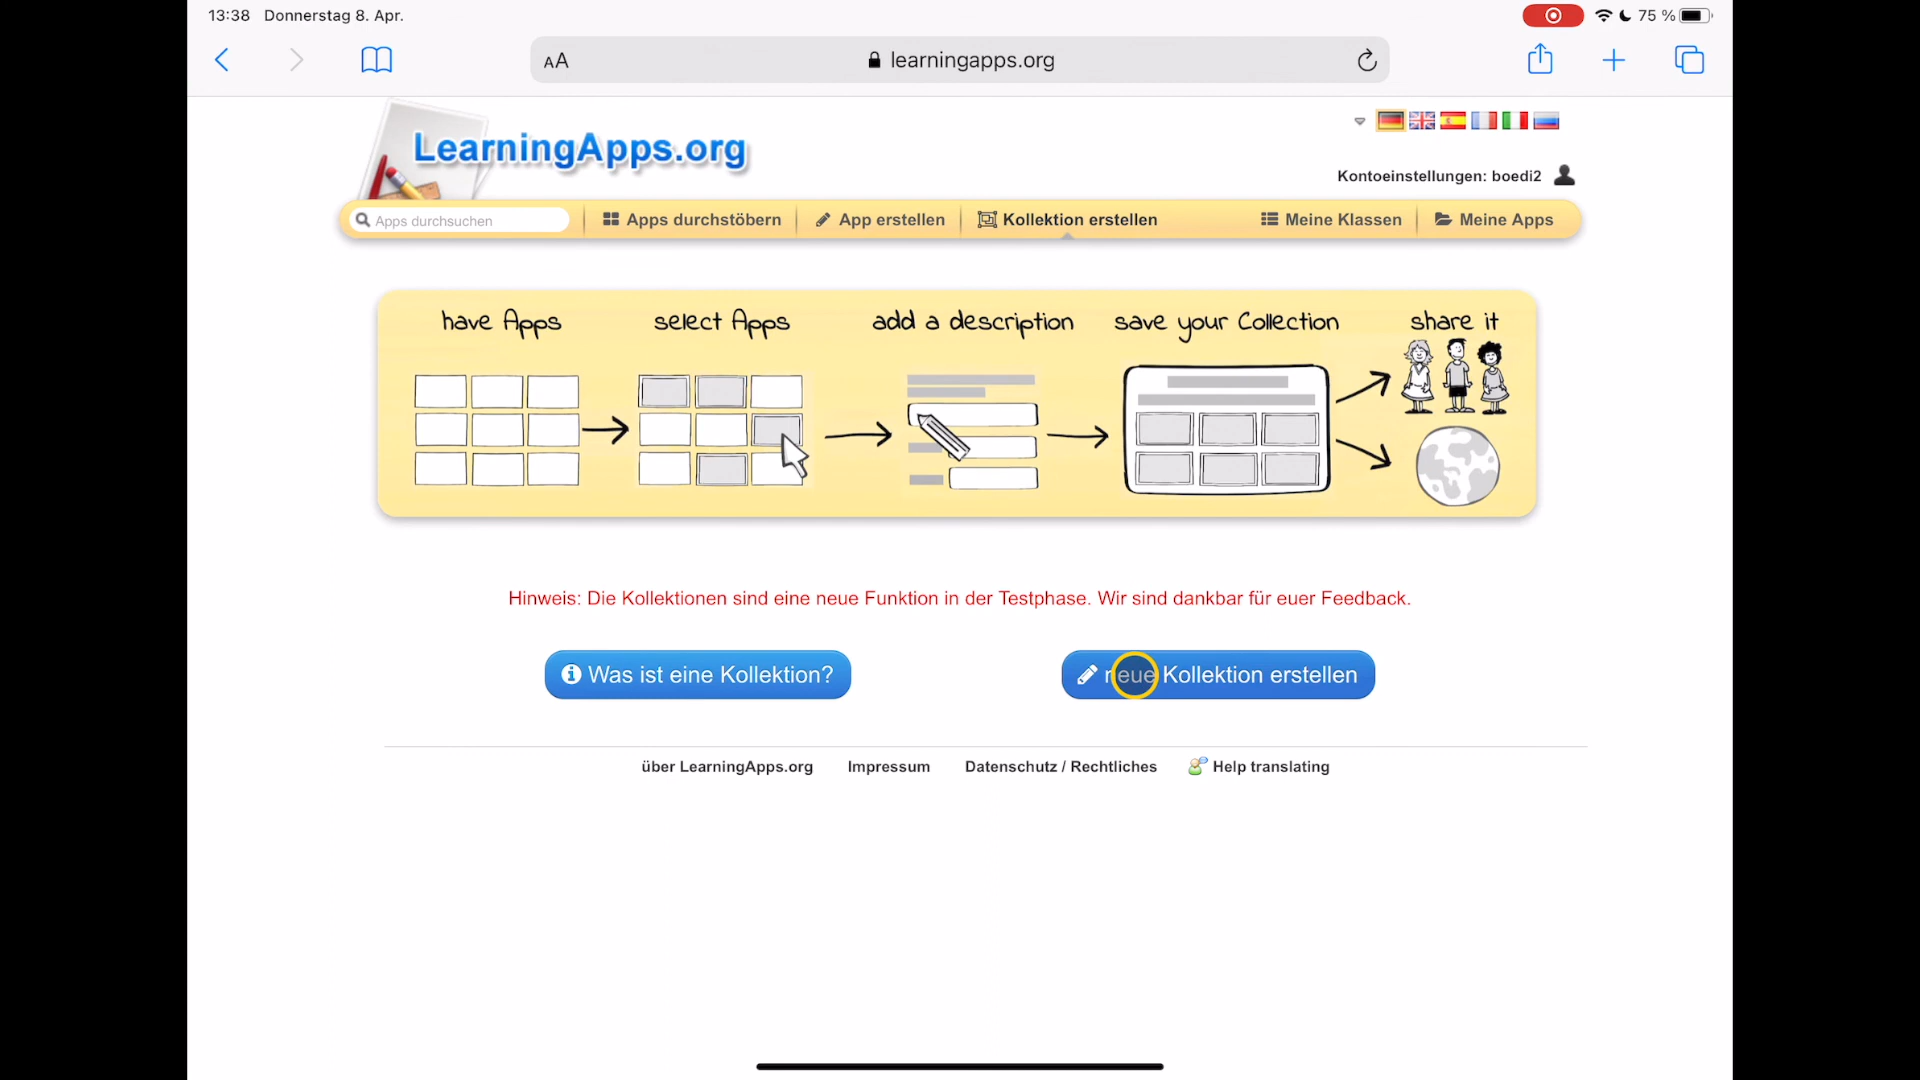 13:38 Donnerstag 8. Apr. 75 %
AA learningapps.org
LearningApps.org
Kontoeinstellungen: boedi2
Apps durchsuchen Apps durchstöbern App erstellen Kollektion erstellen Meine Klassen Meine Apps
have Apps select Apps add a description save your Collection share it
Hinweis: Die Kollektionen sind eine neue Funktion in der Testphase. Wir sind dankbar für euer Feedback.
Was ist eine Kollektion? neue Kollektion erstellen
über LearningApps.org Impressum Datenschutz / Rechtliches Help translating